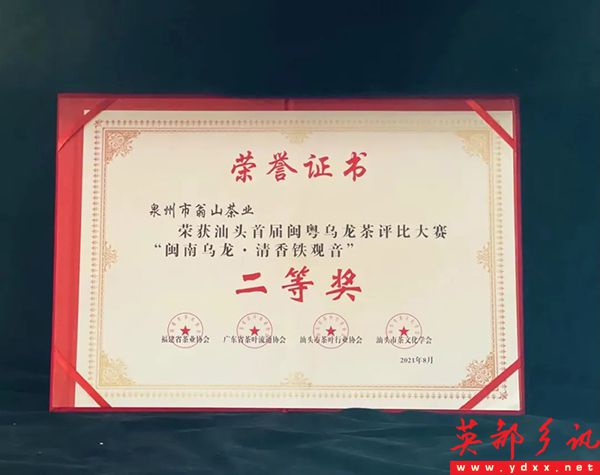 荣誉证书
泉州市翁山茶业
荣获汕头首届闽粤乌龙茶评比大赛
“闽南乌龙·清香铁观音”
二等奖
福建省茶业协会 广东省茶叶流通协会 汕头市茶叶行业协会 汕头市茶文化学会
2021年8月
英都乡讯
www.ydxx.net